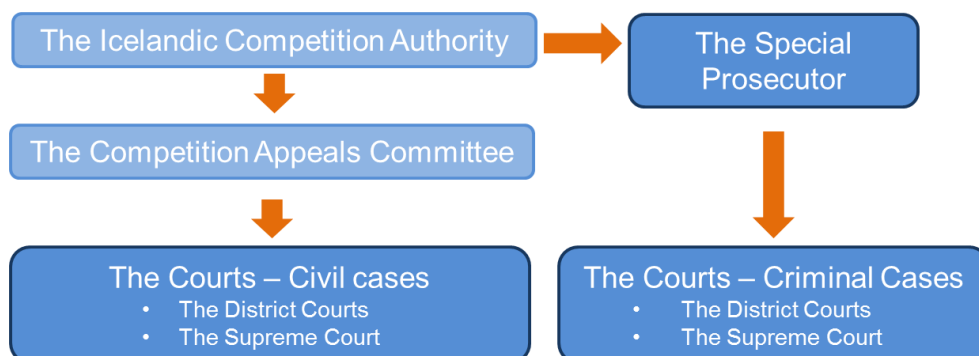 The Icelandic Competition Authority
The Special
Prosecutor
The Competition Appeals Committee
The Courts – Civil cases
• The District Courts
• The Supreme Court
The Courts – Criminal Cases
• The District Courts
• The Supreme Court